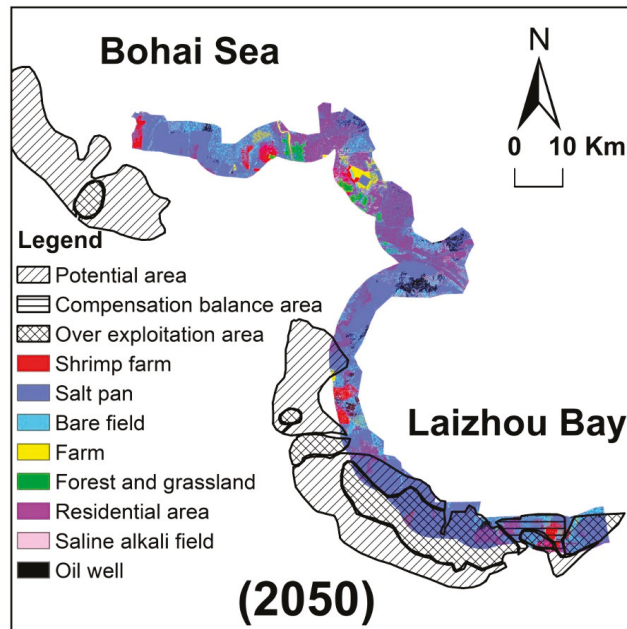 Bohai Sea
N
0 10 Km
Legend
Potential area
Compensation balance area
Over exploitation area
Shrimp farm
Salt pan
Bare field
Farm
Forest and grassland
Residential area
Saline alkali field
Oil well
Laizhou Bay
(2050)